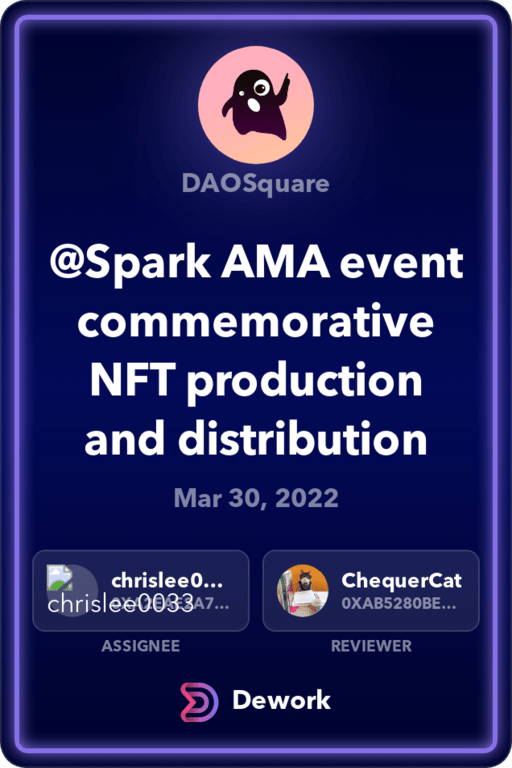 DAOSquare
@Spark AMA event
commemorative
NFT production
and distribution
Mar 30, 2022
chrislee0...
chrislee0033
ASSIGNEE
ChequerCat
0XAB5280BE...
REVIEWER
Dework